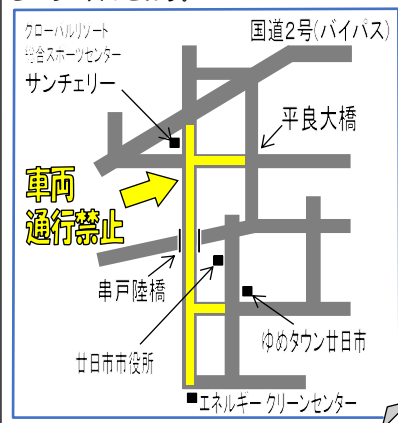 国道2号(バイパス)
グローバルリゾート
総合スポーツセンター
サンチェリー
平良大橋
車両
通行禁止
串戸陸橋
廿日市市役所
ゆめタウン廿日市
エネルギークリーンセンター